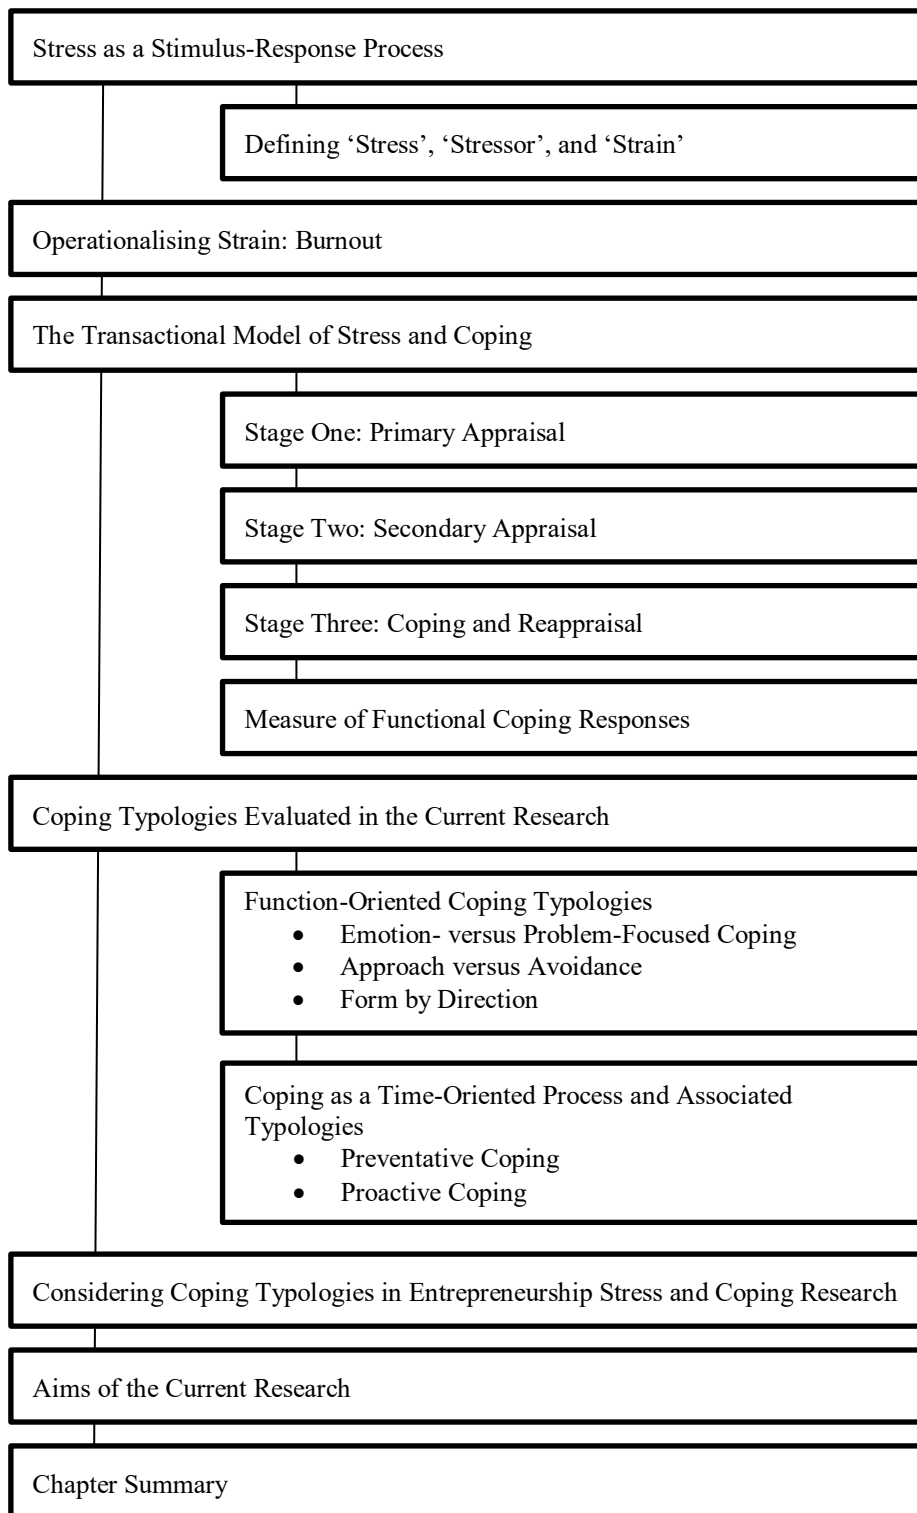 Stress as a Stimulus-Response Process
Defining ‘Stress’, ‘Stressor’, and ‘Strain’
Operationalising Strain: Burnout
The Transactional Model of Stress and Coping
Stage One: Primary Appraisal
Stage Two: Secondary Appraisal
Stage Three: Coping and Reappraisal
Measure of Functional Coping Responses
Coping Typologies Evaluated in the Current Research
Function-Oriented Coping Typologies
• Emotion- versus Problem-Focused Coping
• Approach versus Avoidance
• Form by Direction
Coping as a Time-Oriented Process and Associated
Typologies
• Preventative Coping
• Proactive Coping
Considering Coping Typologies in Entrepreneurship Stress and Coping Research
Aims of the Current Research
Chapter Summary